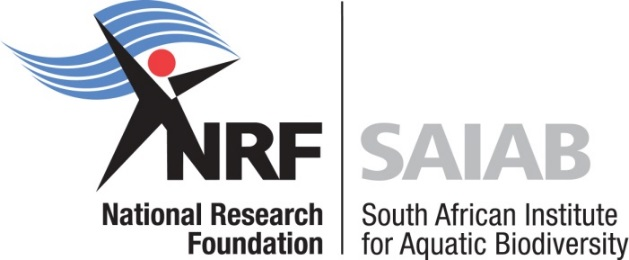 NRF
National Research
Foundation
SAIAB
South African Institute
for Aquatic Biodiversity